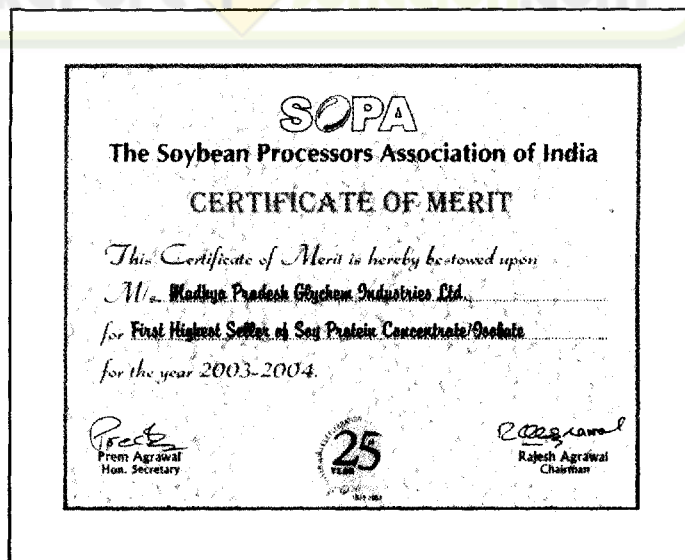 SOPA
The Soybean Processors Association of India
CERTIFICATE OF MERIT
This Certificate of Merit is hereby bestowed upon
M/s. Madhya Pradesh Glychem Industries Ltd.
for First Highest Seller of Soy Protein Concentrate/Isolate
for the year 2003-2004.
Prem Agrawal
Hon. Secretary
25
YEAR
Rajesh Agrawal
Chairman